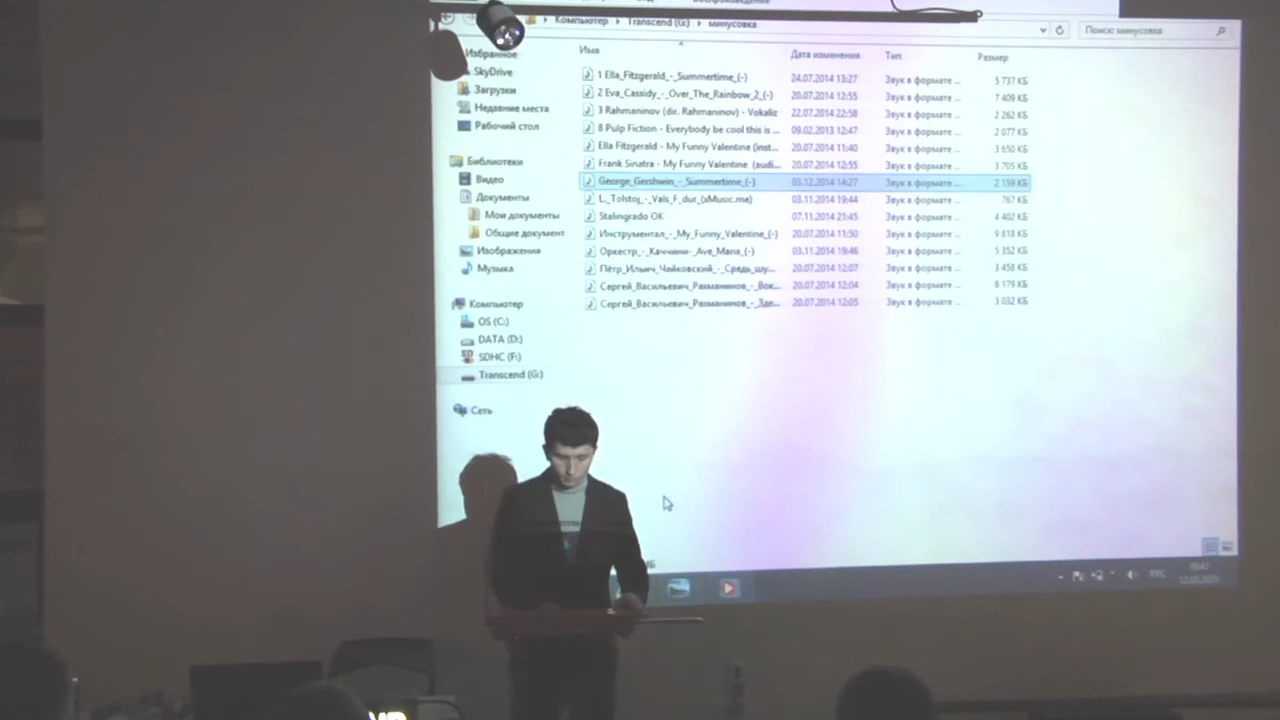 Компьютер ▸ Transcend (G:) ▸ минусовка
Поиск: минусовка
Имя Дата изменения Тип Размер
1 Ella_Fitzgerald_-_Summertime_(-) 24.07.2014 13:27 Звук в формате ... 5 737 КБ
2 Eva_Cassidy_-_Over_The_Rainbow_2_(-) 20.07.2014 12:55 Звук в формате ... 7 409 КБ
3 Rahmaninov (dir. Rahmaninov) - Vokaliz 22.07.2014 22:58 Звук в формате ... 2 262 КБ
8 Pulp Fiction - Everybody be cool this is ... 09.02.2013 12:47 Звук в формате ... 2 077 КБ
Ella Fitzgerald - My Funny Valentine (inst... 20.07.2014 11:40 Звук в формате ... 3 650 КБ
Frank Sinatra - My Funny Valentine (audi... 20.07.2014 12:55 Звук в формате ... 3 705 КБ
George_Gershwin_-_Summertime_(-) 03.12.2014 14:27 Звук в формате ... 2 159 КБ
L._Tolstoj_-_Vals_F_dur_(xMusic.me) 03.11.2014 19:44 Звук в формате ... 767 КБ
Stalingrado OK 07.11.2014 21:45 Звук в формате ... 4 402 КБ
Инструментал_-_My_Funny_Valentine_(-) 20.07.2014 11:50 Звук в формате ... 9 818 КБ
Оркестр_-_Каччини-_Ave_Maria_(-) 03.11.2014 19:46 Звук в формате ... 5 352 КБ
Пётр_Ильич_Чайковский_-_Средь_шу... 20.07.2014 12:07 Звук в формате ... 3 458 КБ
Сергей_Васильевич_Рахманинов_-_Вок... 20.07.2014 12:04 Звук в формате ... 6 179 КБ
Сергей_Васильевич_Рахманинов_-_Зде... 20.07.2014 12:05 Звук в формате ... 3 032 КБ
Избранное
SkyDrive
Загрузки
Недавние места
Рабочий стол
Библиотеки
Видео
Документы
Мои документы
Общие документ
Изображения
Музыка
Компьютер
OS (C:)
DATA (D:)
SDHC (F:)
Transcend (G:)
Сеть
РУС